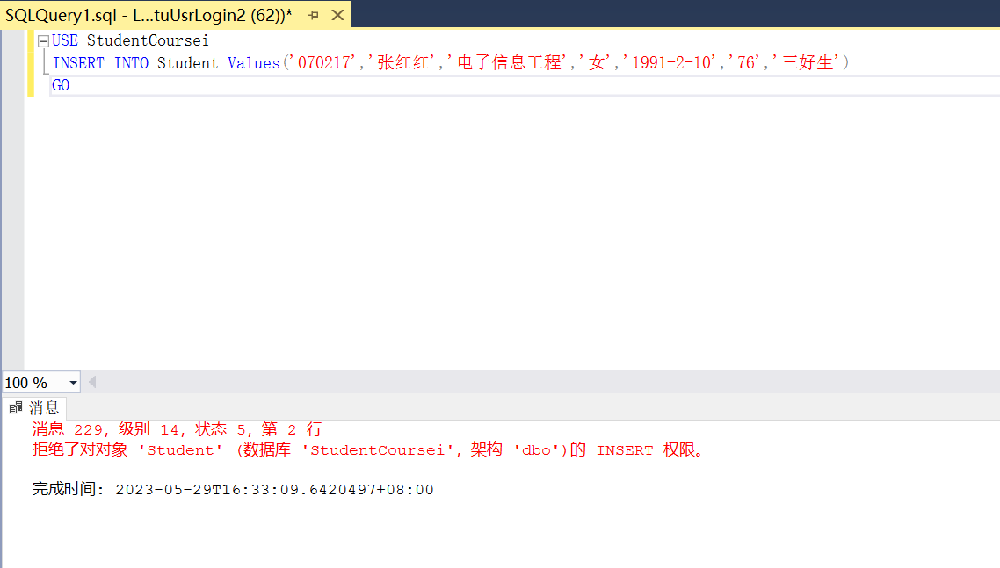 SQLQuery1.sql - L...tuUsrLogin2 (62))*
USE StudentCoursei
INSERT INTO Student Values('070217','张红红','电子信息工程','女','1991-2-10','76','三好生')
GO
100 %
消息
消息 229，级别 14，状态 5，第 2 行
拒绝了对对象 'Student' (数据库 'StudentCoursei'，架构 'dbo')的 INSERT 权限。
完成时间: 2023-05-29T16:33:09.6420497+08:00